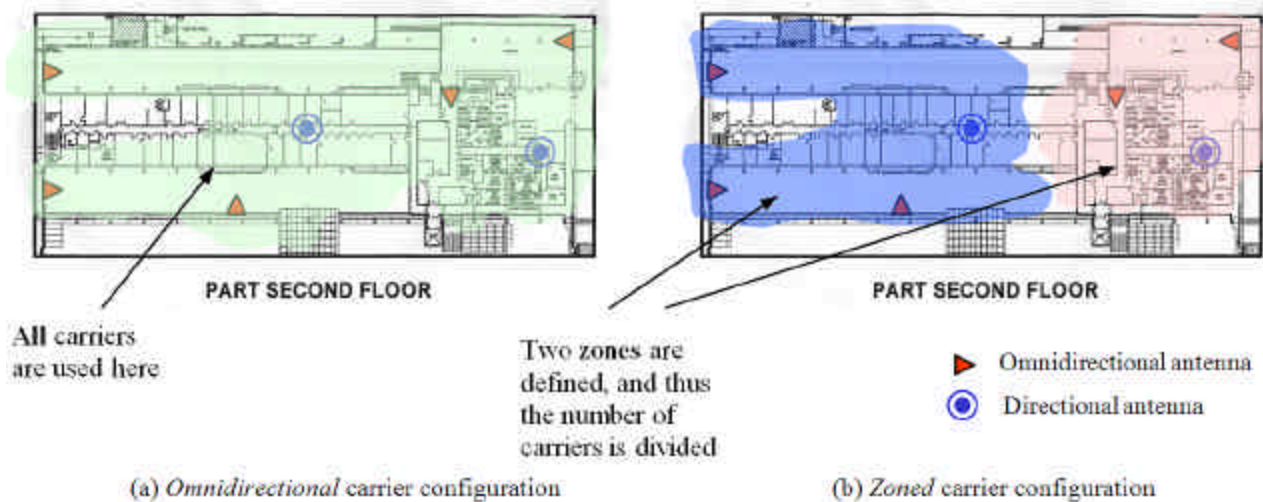 PART SECOND FLOOR
PART SECOND FLOOR
All carriers
are used here
Two zones are
defined, and thus
the number of
carriers is divided
Omnidirectional antenna
Directional antenna
(a) Omnidirectional carrier configuration
(b) Zoned carrier configuration